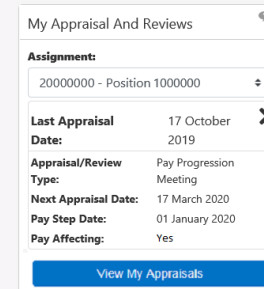 My Appraisal And Reviews
Assignment:
20000000 - Position 1000000
Last Appraisal Date: 17 October 2019
Appraisal/Review Type: Pay Progression Meeting
Next Appraisal Date: 17 March 2020
Pay Step Date: 01 January 2020
Pay Affecting: Yes
View My Appraisals